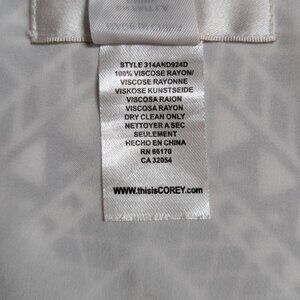 STYLE 314AND924D
100% VISCOSE RAYON/
VISCOSE RAYONNE
VISKOSE KUNSTSEIDE
VISCOSA RAION
VISCOSA RAYON
DRY CLEAN ONLY
NETTOYER A SEC
SEULEMENT
HECHO EN CHINA
RN 66170
CA 32054
WWW.thisisCOREY.com